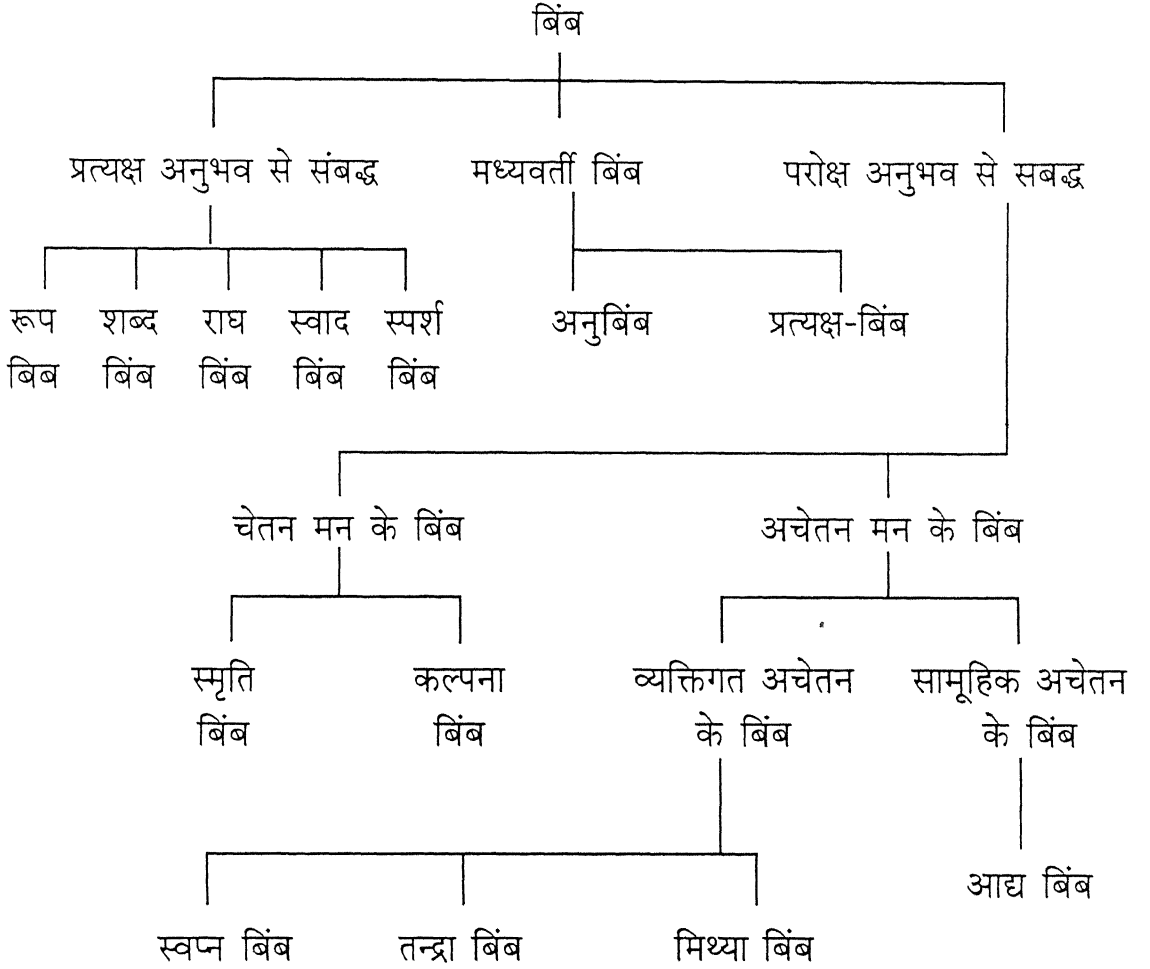 बिंब
प्रत्यक्ष अनुभव से संबद्ध मध्यवर्ती बिंब परोक्ष अनुभव से सबद्ध
रूप शब्द राघ स्वाद स्पर्श अनुबिंब प्रत्यक्ष-बिंब
बिब बिंब बिंब बिंब बिंब
चेतन मन के बिंब अचेतन मन के बिंब
स्मृति कल्पना व्यक्तिगत अचेतन सामूहिक अचेतन
बिंब बिंब के बिंब के बिंब
आद्य बिंब
स्वप्न बिंब तन्द्रा बिंब मिथ्या बिंब